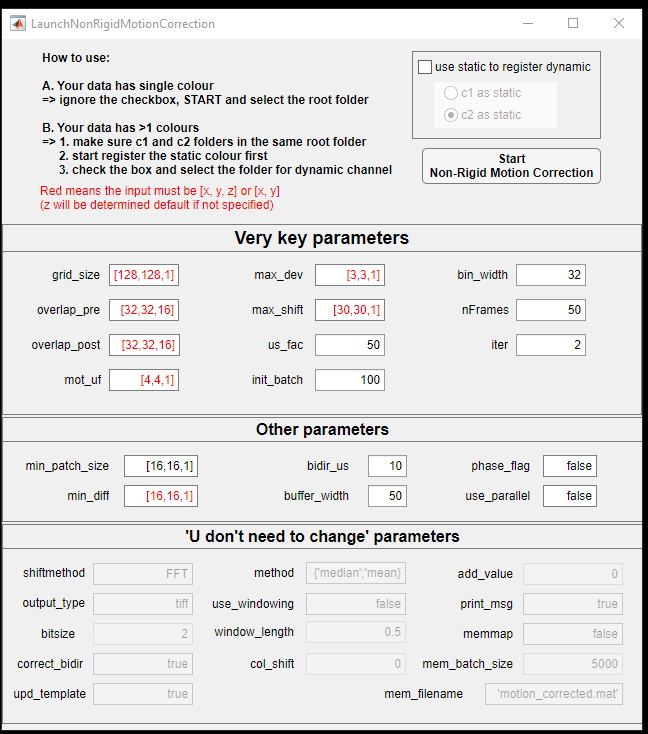 LaunchNonRigidMotionCorrection
How to use:
A. Your data has single colour
=> ignore the checkbox, START and select the root folder
B. Your data has >1 colours
=> 1. make sure c1 and c2 folders in the same root folder
2. start register the static colour first
3. check the box and select the folder for dynamic channel
Red means the input must be [x, y, z] or [x, y]
(z will be determined default if not specified)
use static to register dynamic
c1 as static
c2 as static
Start
Non-Rigid Motion Correction
Very key parameters
grid_size [128,128,1] max_dev [3,3,1] bin_width 32
overlap_pre [32,32,16] max_shift [30,30,1] nFrames 50
overlap_post [32,32,16] us_fac 50 iter 2
mot_uf [4,4,1] init_batch 100
Other parameters
min_patch_size [16,16,1] bidir_us 10 phase_flag false
min_diff [16,16,1] buffer_width 50 use_parallel false
'U don't need to change' parameters
shiftmethod FFT method {'median';'mean} add_value 0
output_type tiff use_windowing false print_msg true
bitsize 2 window_length 0.5 memmap false
correct_bidir true col_shift 0 mem_batch_size 5000
upd_template true mem_filename 'motion_corrected.mat'